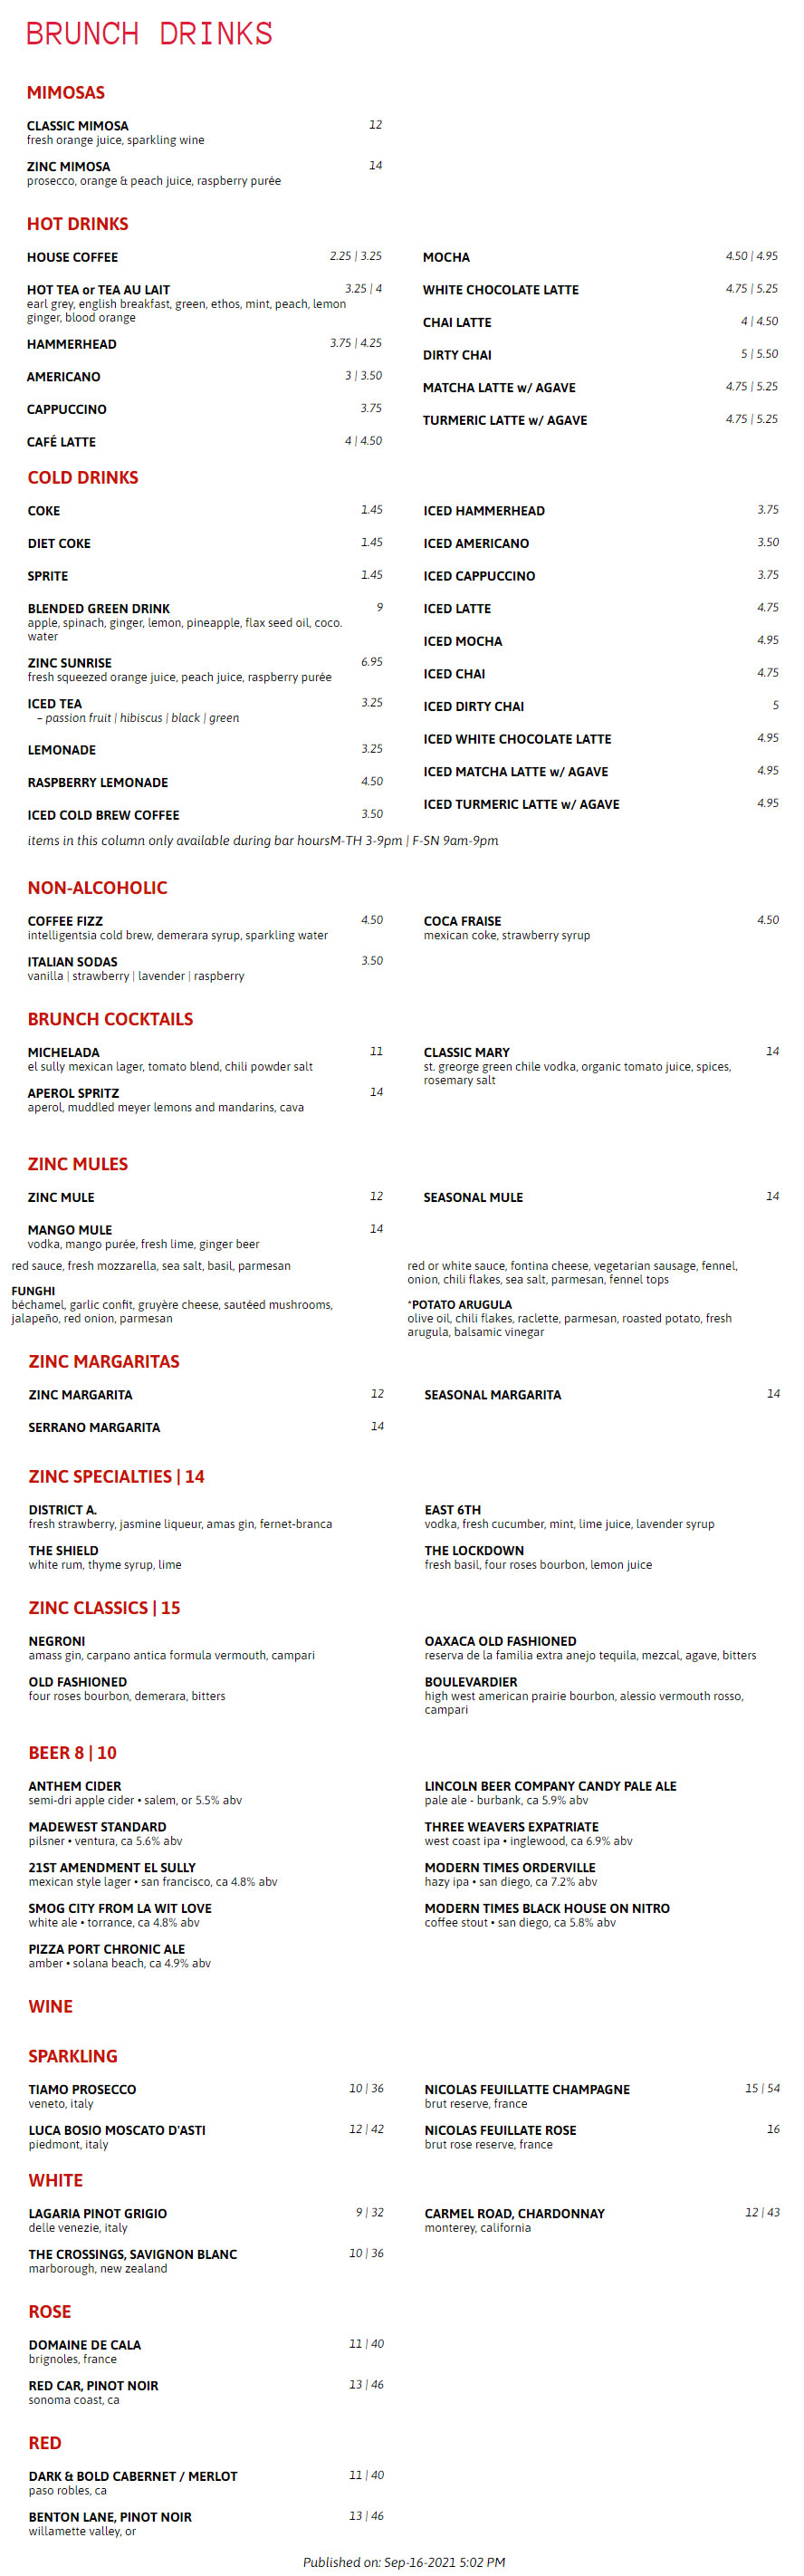 BRUNCH DRINKS
MIMOSAS
CLASSIC MIMOSA 12
fresh orange juice, sparkling wine
ZINC MIMOSA 14
prosecco, orange & peach juice, raspberry purée
HOT DRINKS
HOUSE COFFEE 2.25 | 3.25
HOT TEA or TEA AU LAIT 3.25 | 4
earl grey, english breakfast, green, ethos, mint, peach, lemon
ginger, blood orange
HAMMERHEAD 3.75 | 4.25
AMERICANO 3 | 3.50
CAPPUCCINO 3.75
CAFÉ LATTE 4 | 4.50
MOCHA 4.50 | 4.95
WHITE CHOCOLATE LATTE 4.75 | 5.25
CHAI LATTE 4 | 4.50
DIRTY CHAI 5 | 5.50
MATCHA LATTE w/ AGAVE 4.75 | 5.25
TURMERIC LATTE w/ AGAVE 4.75 | 5.25
COLD DRINKS
COKE 1.45
DIET COKE 1.45
SPRITE 1.45
BLENDED GREEN DRINK 9
apple, spinach, ginger, lemon, pineapple, flax seed oil, coco.
water
ZINC SUNRISE 6.95
fresh squeezed orange juice, peach juice, raspberry purée
ICED TEA 3.25
– passion fruit | hibiscus | black | green
LEMONADE 3.25
RASPBERRY LEMONADE 4.50
ICED COLD BREW COFFEE 3.50
ICED HAMMERHEAD 3.75
ICED AMERICANO 3.50
ICED CAPPUCCINO 3.75
ICED LATTE 4.75
ICED MOCHA 4.95
ICED CHAI 4.75
ICED DIRTY CHAI 5
ICED WHITE CHOCOLATE LATTE 4.95
ICED MATCHA LATTE w/ AGAVE 4.95
ICED TURMERIC LATTE w/ AGAVE 4.95
items in this column only available during bar hoursM-TH 3-9pm | F-SN 9am-9pm
NON-ALCOHOLIC
COFFEE FIZZ 4.50
intelligentsia cold brew, demerara syrup, sparkling water
ITALIAN SODAS 3.50
vanilla | strawberry | lavender | raspberry
COCA FRAISE 4.50
mexican coke, strawberry syrup
BRUNCH COCKTAILS
MICHELADA 11
el sully mexican lager, tomato blend, chili powder salt
APEROL SPRITZ 14
aperol, muddled meyer lemons and mandarins, cava
CLASSIC MARY 14
st. greorge green chile vodka, organic tomato juice, spices,
rosemary salt
ZINC MULES
ZINC MULE 12
MANGO MULE 14
vodka, mango purée, fresh lime, ginger beer
SEASONAL MULE 14
red sauce, fresh mozzarella, sea salt, basil, parmesan
FUNGHI
béchamel, garlic confit, gruyère cheese, sautéed mushrooms,
jalapeño, red onion, parmesan
red or white sauce, fontina cheese, vegetarian sausage, fennel,
onion, chili flakes, sea salt, parmesan, fennel tops
*POTATO ARUGULA
olive oil, chili flakes, raclette, parmesan, roasted potato, fresh
arugula, balsamic vinegar
ZINC MARGARITAS
ZINC MARGARITA 12
SERRANO MARGARITA 14
SEASONAL MARGARITA 14
ZINC SPECIALTIES | 14
DISTRICT A.
fresh strawberry, jasmine liqueur, amas gin, fernet-branca
THE SHIELD
white rum, thyme syrup, lime
EAST 6TH
vodka, fresh cucumber, mint, lime juice, lavender syrup
THE LOCKDOWN
fresh basil, four roses bourbon, lemon juice
ZINC CLASSICS | 15
NEGRONI
amass gin, carpano antica formula vermouth, campari
OLD FASHIONED
four roses bourbon, demerara, bitters
OAXACA OLD FASHIONED
reserva de la familia extra anejo tequila, mezcal, agave, bitters
BOULEVARDIER
high west american prairie bourbon, alessio vermouth rosso,
campari
BEER 8 | 10
ANTHEM CIDER
semi-dri apple cider • salem, or 5.5% abv
MADEWEST STANDARD
pilsner • ventura, ca 5.6% abv
21ST AMENDMENT EL SULLY
mexican style lager • san francisco, ca 4.8% abv
SMOG CITY FROM LA WIT LOVE
white ale • torrance, ca 4.8% abv
PIZZA PORT CHRONIC ALE
amber • solana beach, ca 4.9% abv
LINCOLN BEER COMPANY CANDY PALE ALE
pale ale - burbank, ca 5.9% abv
THREE WEAVERS EXPATRIATE
west coast ipa • inglewood, ca 6.9% abv
MODERN TIMES ORDERVILLE
hazy ipa • san diego, ca 7.2% abv
MODERN TIMES BLACK HOUSE ON NITRO
coffee stout • san diego, ca 5.8% abv
WINE
SPARKLING
TIAMO PROSECCO 10 | 36
veneto, italy
LUCA BOSIO MOSCATO D'ASTI 12 | 42
piedmont, italy
NICOLAS FEUILLATTE CHAMPAGNE 15 | 54
brut reserve, france
NICOLAS FEUILLATE ROSE 16
brut rose reserve, france
WHITE
LAGARIA PINOT GRIGIO 9 | 32
delle venezie, italy
THE CROSSINGS, SAVIGNON BLANC 10 | 36
marborough, new zealand
CARMEL ROAD, CHARDONNAY 12 | 43
monterey, california
ROSE
DOMAINE DE CALA 11 | 40
brignoles, france
RED CAR, PINOT NOIR 13 | 46
sonoma coast, ca
RED
DARK & BOLD CABERNET / MERLOT 11 | 40
paso robles, ca
BENTON LANE, PINOT NOIR 13 | 46
willamette valley, or
Published on: Sep-16-2021 5:02 PM